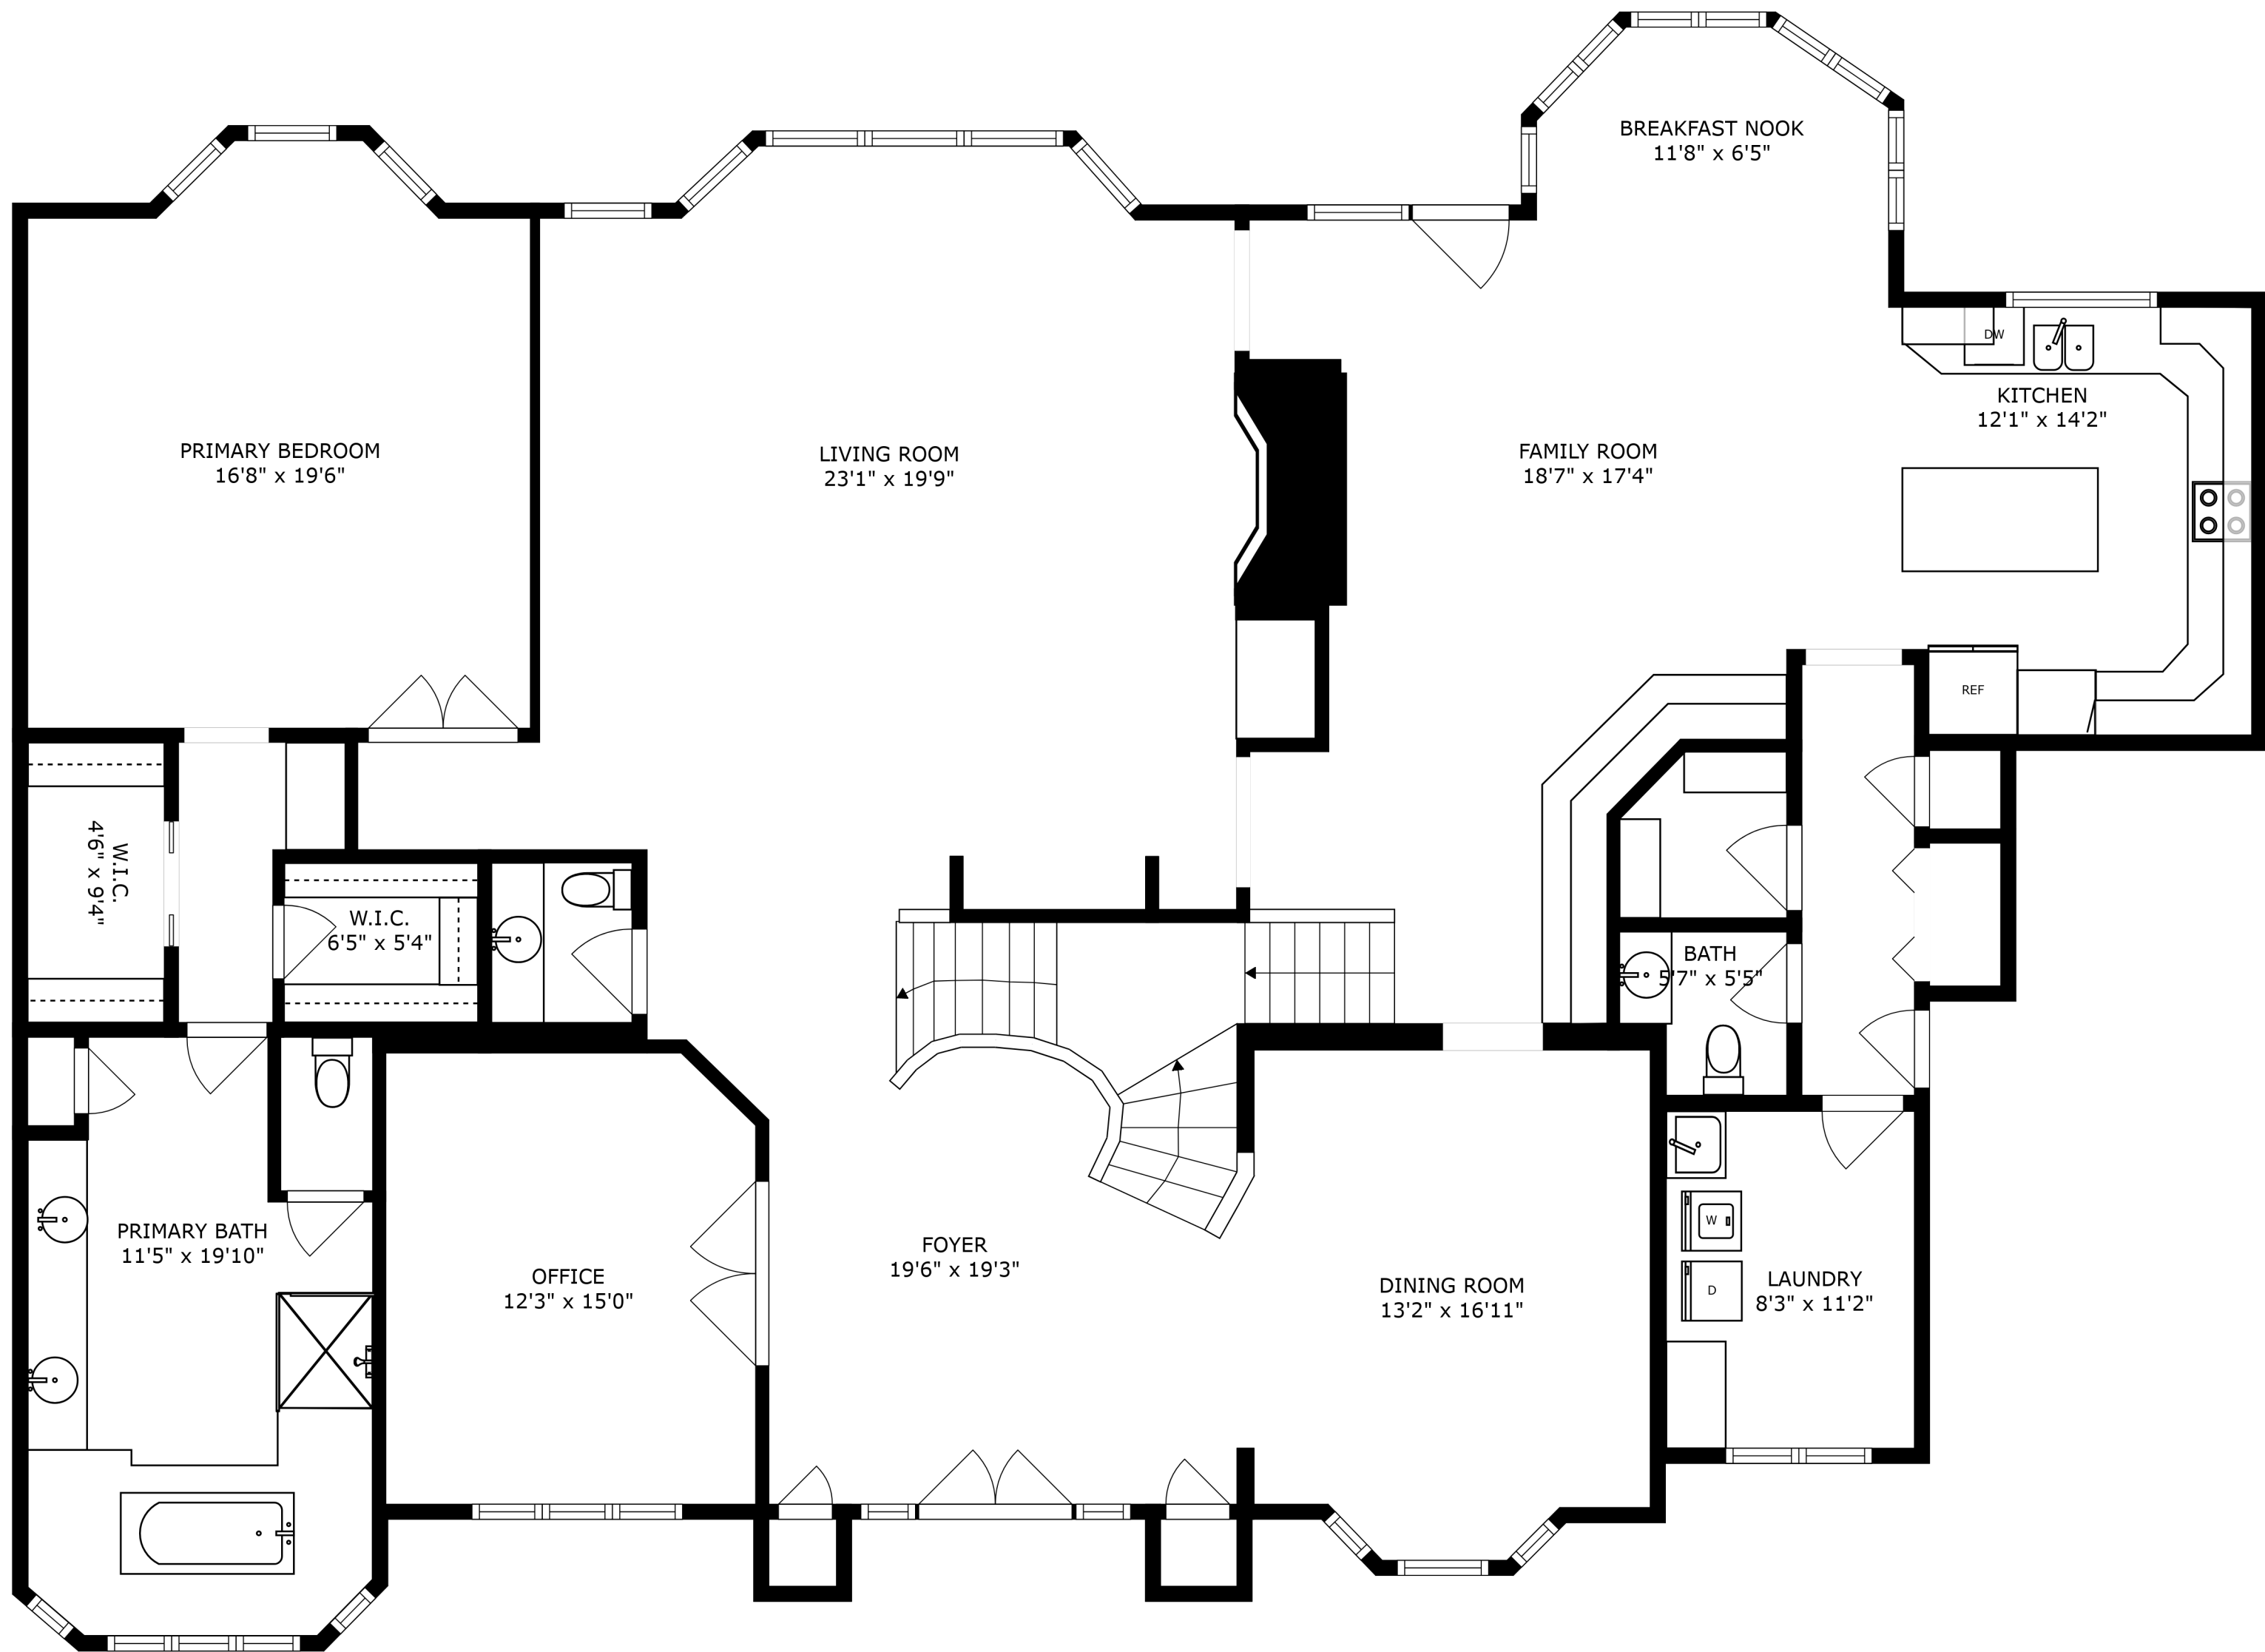 BREAKFAST NOOK
11'8" x 6'5"
DW
KITCHEN
12'1" x 14'2"
PRIMARY BEDROOM
16'8" x 19'6"
LIVING ROOM
23'1" x 19'9"
FAMILY ROOM
18'7" x 17'4"
REF
W.I.C.
4'6" x 9'4"
W.I.C.
6'5" x 5'4"
BATH
5'7" x 5'5"
PRIMARY BATH
11'5" x 19'10"
OFFICE
12'3" x 15'0"
FOYER
19'6" x 19'3"
DINING ROOM
13'2" x 16'11"
W
D
LAUNDRY
8'3" x 11'2"